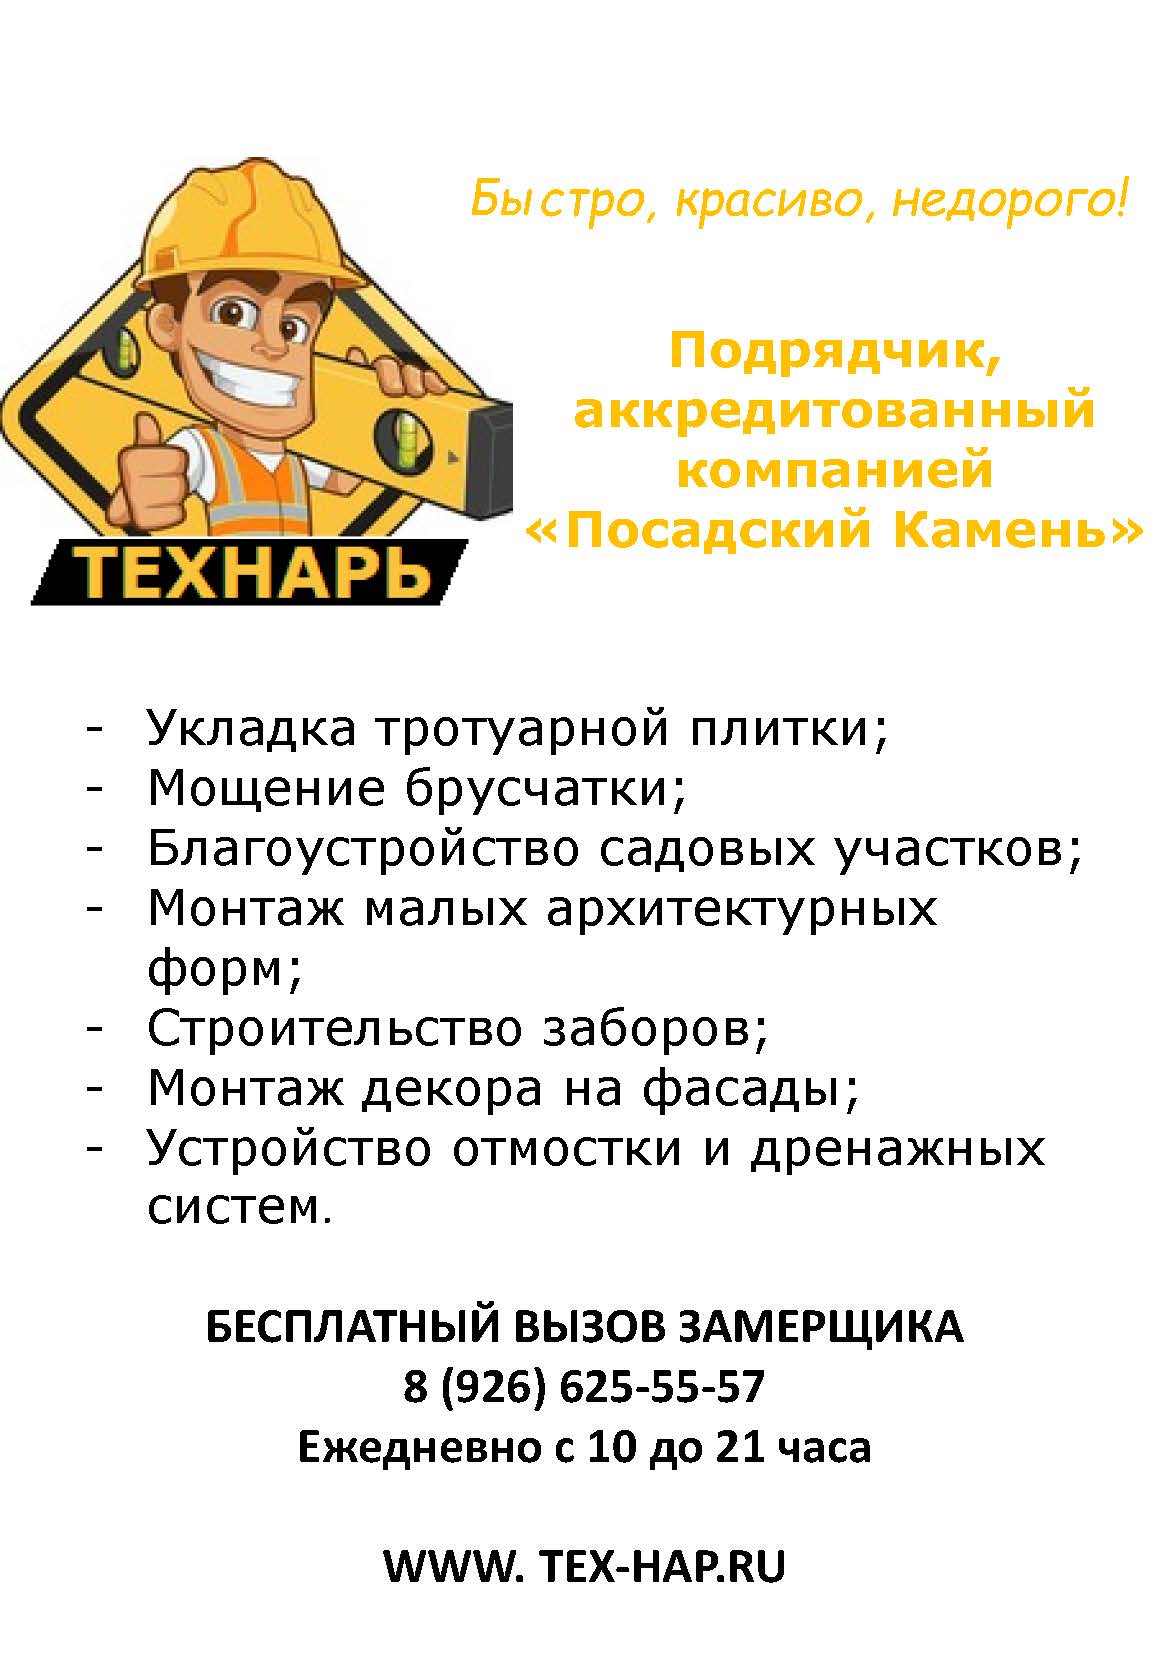 Быстро, красиво, недорого!
Подрядчик,
аккредитованный
компанией
«Посадский Камень»
ТЕХНАРЬ
- Укладка тротуарной плитки;
- Мощение брусчатки;
- Благоустройство садовых участков;
- Монтаж малых архитектурных
форм;
- Строительство заборов;
- Монтаж декора на фасады;
- Устройство отмостки и дренажных
систем.
БЕСПЛАТНЫЙ ВЫЗОВ ЗАМЕРЩИКА
8 (926) 625-55-57
Ежедневно с 10 до 21 часа
WWW. TEX-HAP.RU